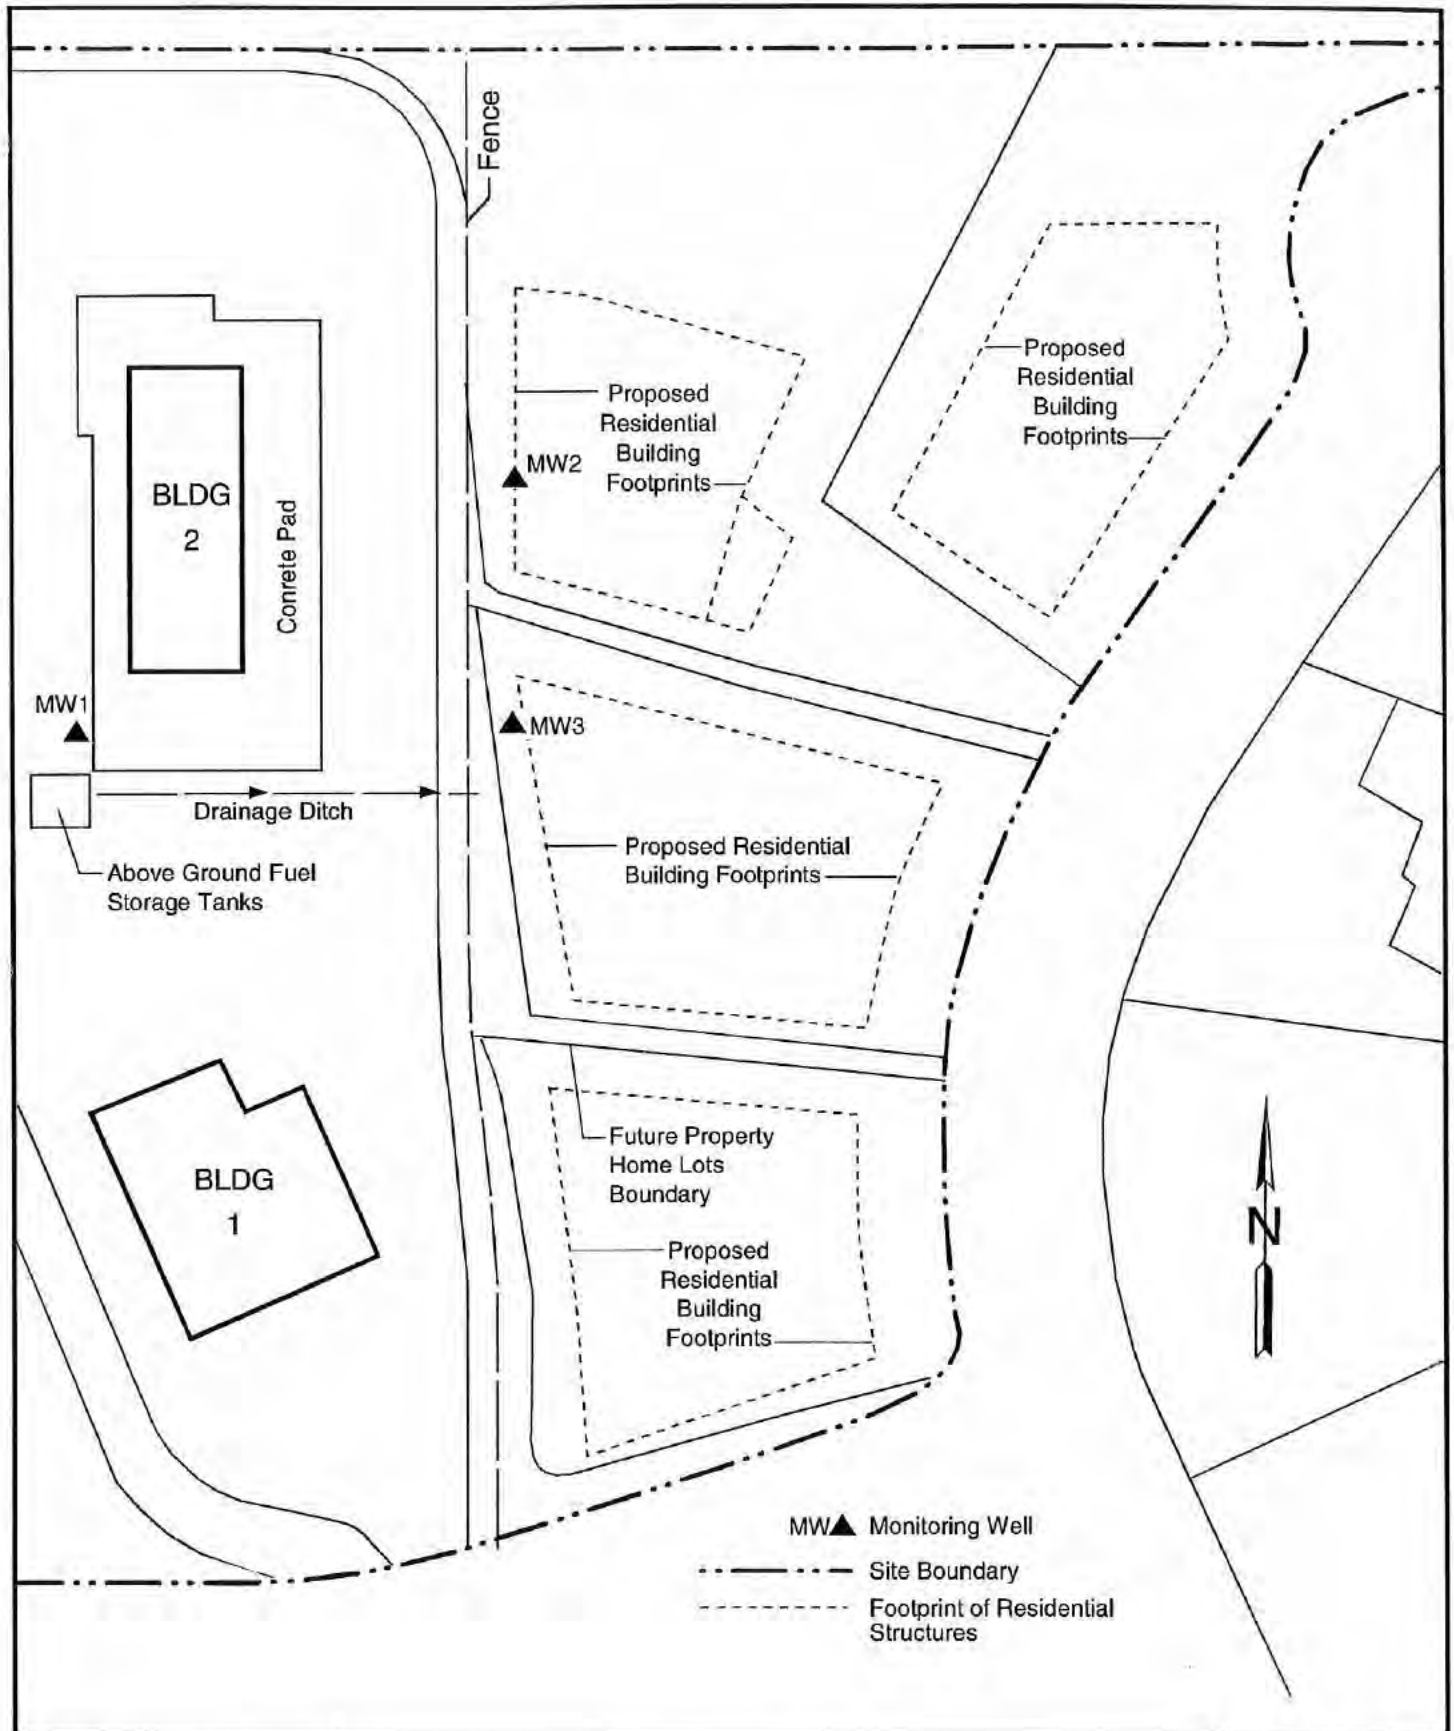 Fence
Proposed
Residential
Building
Footprints
Proposed
Residential
Building
Footprints
MW2
BLDG
2
Conrete Pad
MW1
MW3
Drainage Ditch
Proposed Residential
Building Footprints
Above Ground Fuel
Storage Tanks
Future Property
Home Lots
Boundary
BLDG
1
N
Proposed
Residential
Building
Footprints
MW Monitoring Well
Site Boundary
Footprint of Residential
Structures